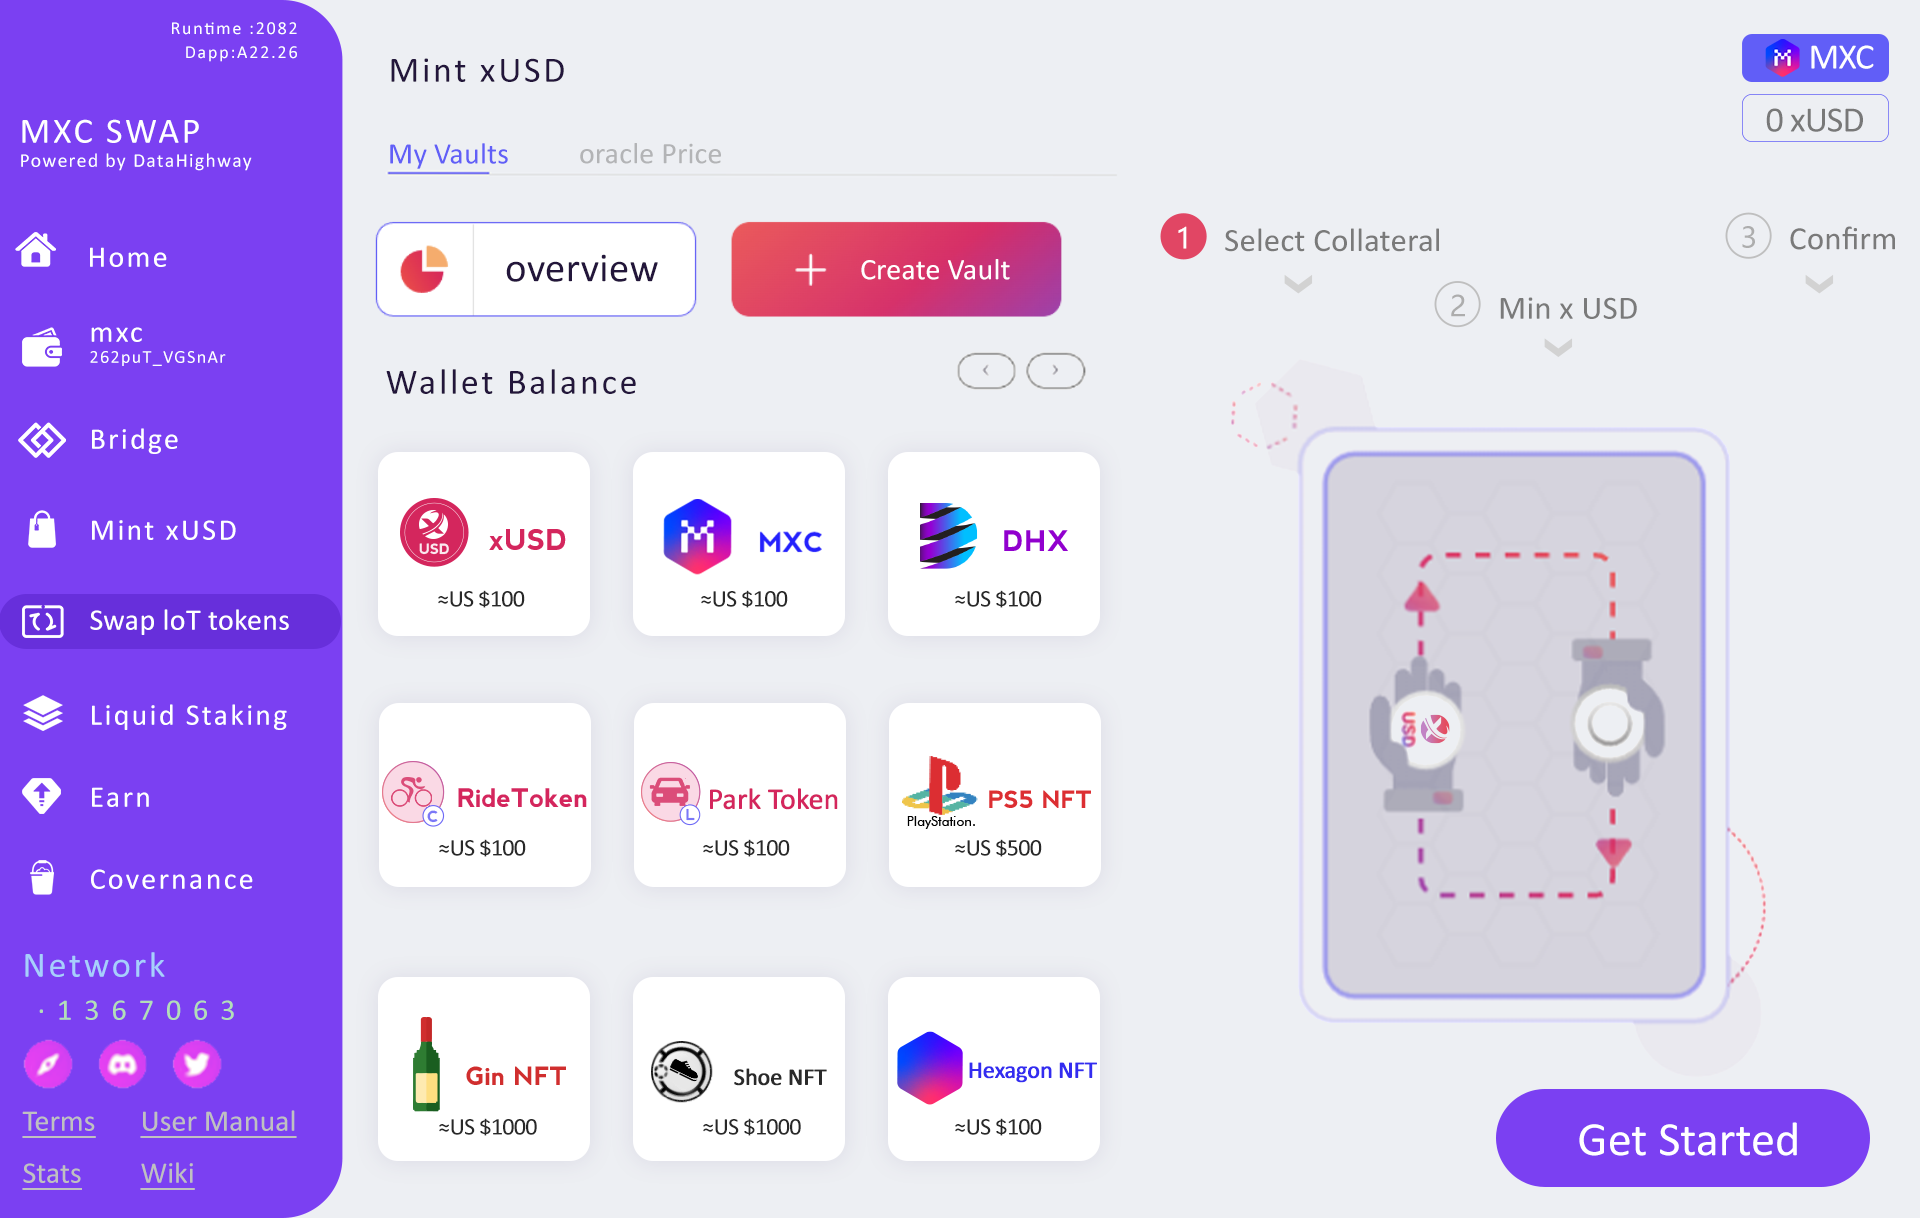 Runtime :2082
Dapp:A22.26
MXC SWAP
Powered by DataHighway
Home
mxc
262puT_VGSnAr
Bridge
Mint xUSD
Swap IoT tokens
Liquid Staking
Earn
Covernance
Network
· 1 3 6 7 0 6 3
Terms
User Manual
Stats
Wiki
Mint xUSD
My Vaults
oracle Price
overview
Create Vault
Wallet Balance
‹ ›
USD
xUSD
≈US $100
MXC
≈US $100
DHX
≈US $100
C
RideToken
≈US $100
L
Park Token
≈US $100
PlayStation.
PS5 NFT
≈US $500
Gin NFT
≈US $1000
Shoe NFT
≈US $1000
Hexagon NFT
≈US $100
MXC
0 xUSD
1 Select Collateral
2 Min x USD
3 Confirm
USD
Get Started